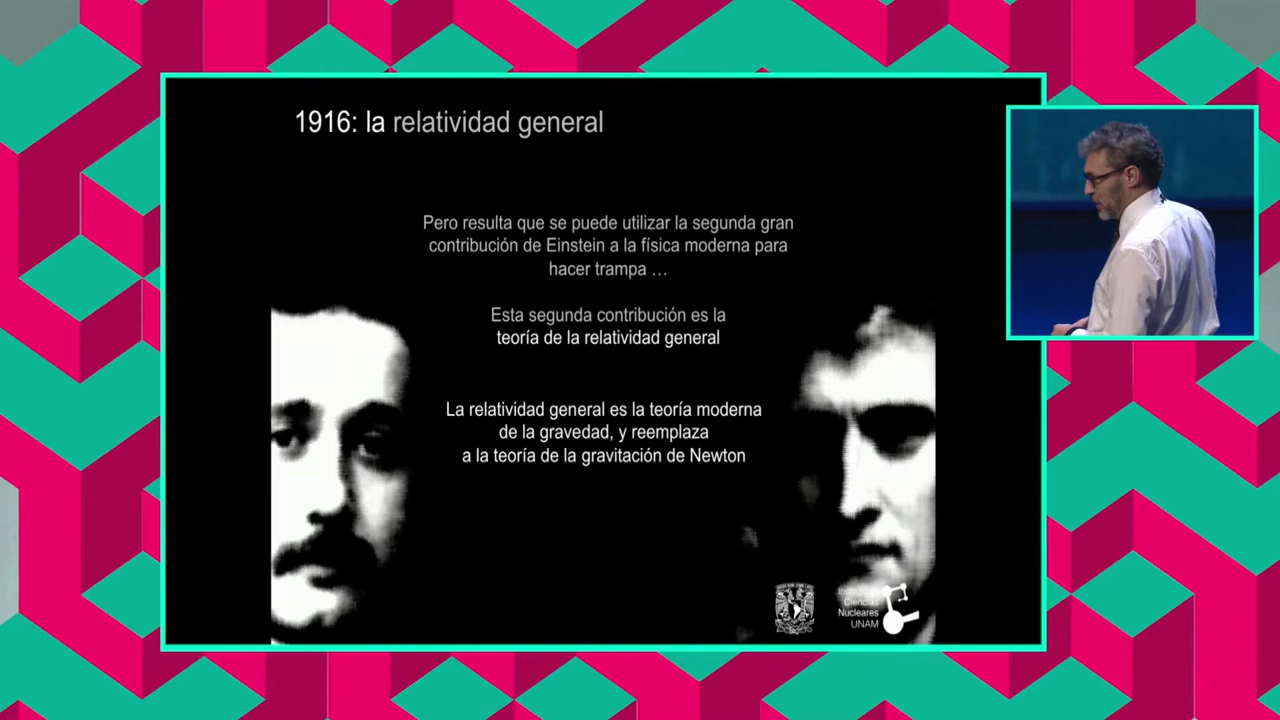 1916: la relatividad general
Pero resulta que se puede utilizar la segunda gran
contribución de Einstein a la física moderna para
hacer trampa …
Esta segunda contribución es la
teoría de la relatividad general
La relatividad general es la teoría moderna
de la gravedad, y reemplaza
a la teoría de la gravitación de Newton
Ciencias
Nucleares
UNAM